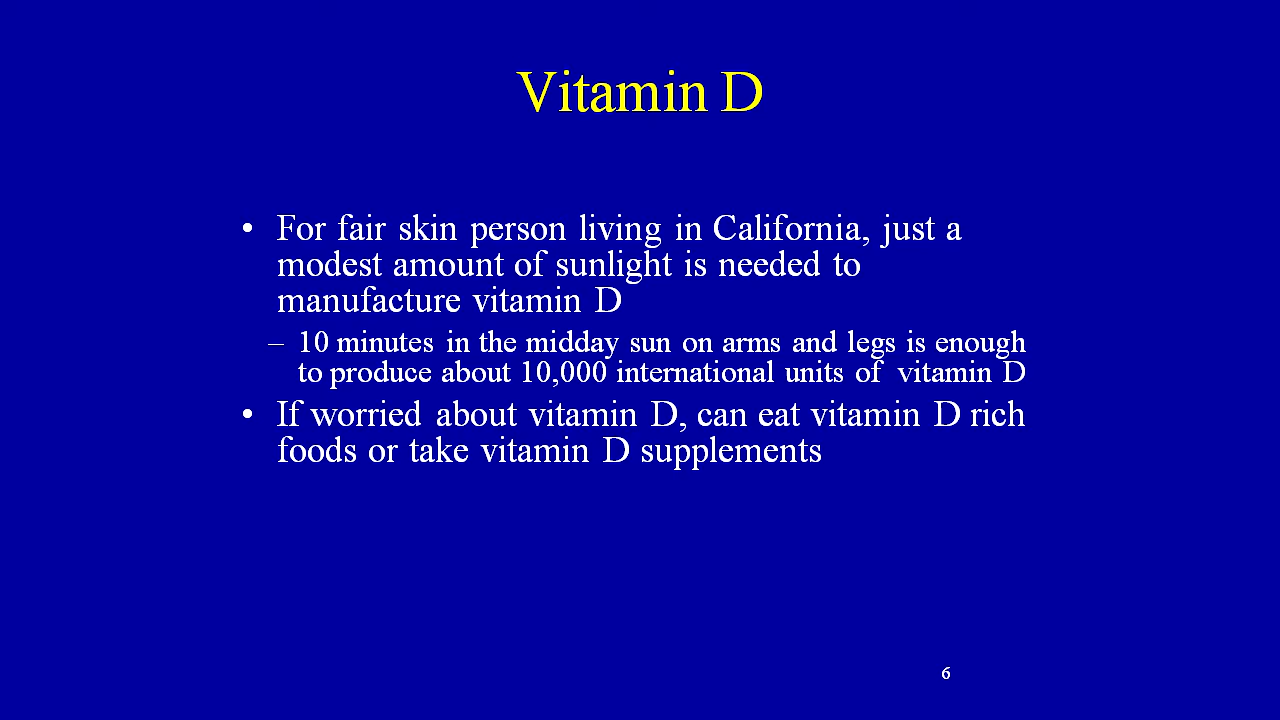 Vitamin D
• For fair skin person living in California, just a
modest amount of sunlight is needed to
manufacture vitamin D
– 10 minutes in the midday sun on arms and legs is enough
to produce about 10,000 international units of vitamin D
• If worried about vitamin D, can eat vitamin D rich
foods or take vitamin D supplements
6